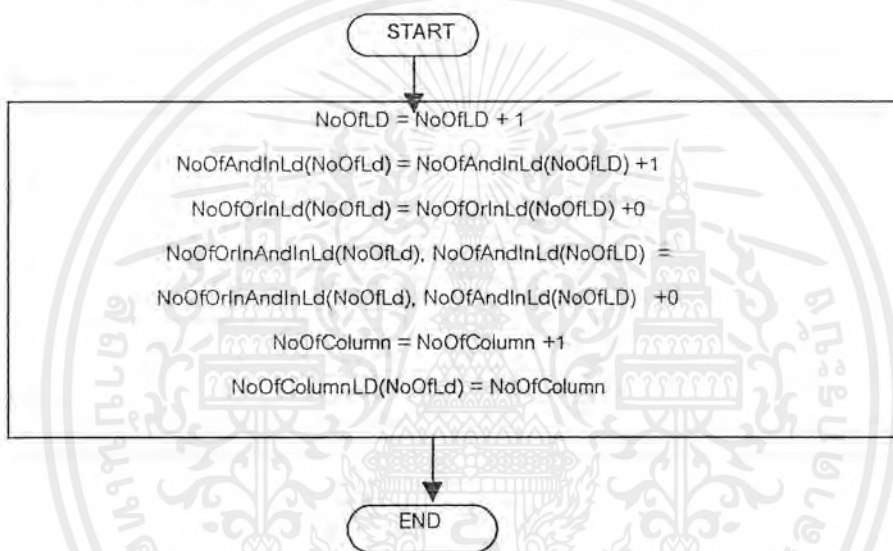 START
NoOfLD = NoOfLD + 1
NoOfAndInLd(NoOfLd) = NoOfAndInLd(NoOfLD) +1
NoOfOrInLd(NoOfLd) = NoOfOrInLd(NoOfLD) +0
NoOfOrInAndInLd(NoOfLd), NoOfAndInLd(NoOfLD) =
NoOfOrInAndInLd(NoOfLd), NoOfAndInLd(NoOfLD) +0
NoOfColumn = NoOfColumn +1
NoOfColumnLD(NoOfLd) = NoOfColumn
END